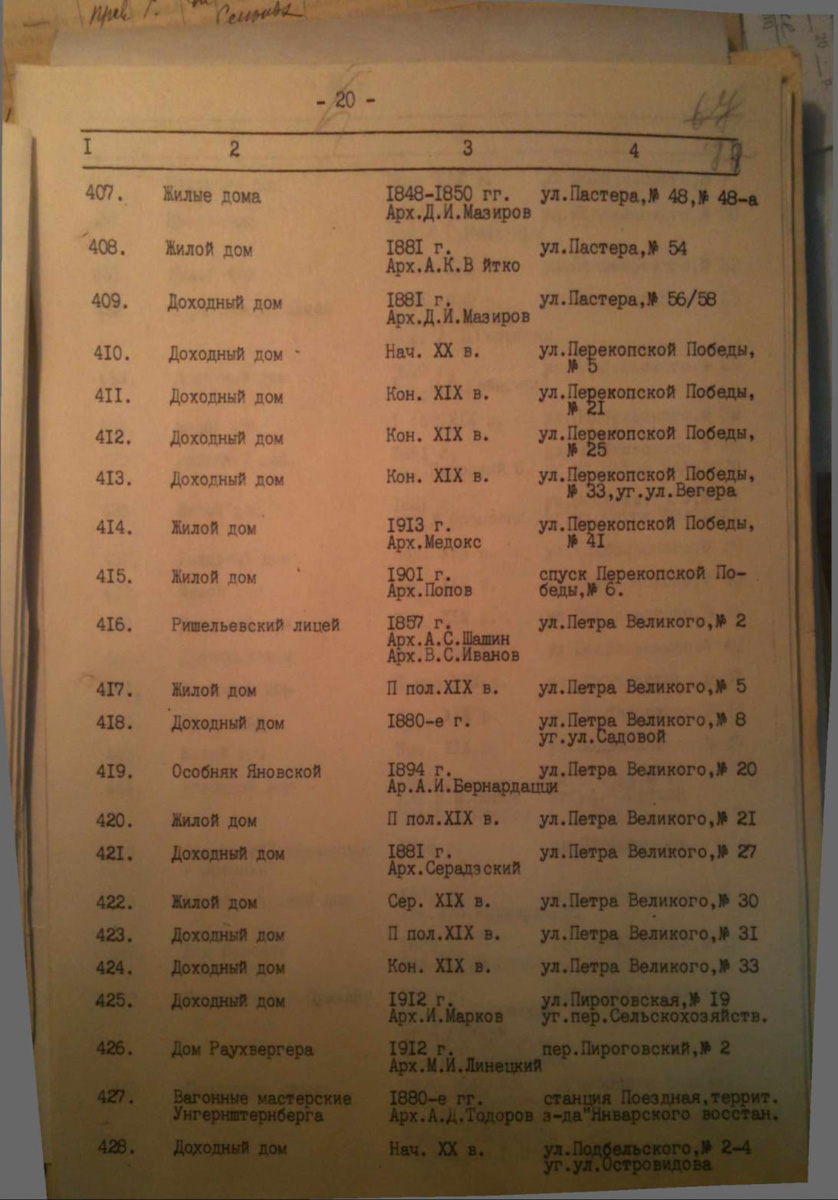 Семенвя
- 20 -
67
I 2 3 4
407. Жилые дома I848-I850 гг. ул.Пастера,№ 48,№ 48-а
Арх.Д.И.Мазиров
408. Жилой дом I88I г. ул.Пастера,№ 54
Арх.А.К.В йтко
409. Доходный дом I88I г. ул.Пастера,№ 56/58
Арх.Д.И.Мазиров
4I0. Доходный дом Нач. XX в. ул.Перекопской Победы,
№ 5
4II. Доходный дом Кон. XIX в. ул.Перекопской Победы,
№ 2I
4I2. Доходный дом Кон. XIX в. ул.Перекопской Победы,
№ 25
4I3. Доходный дом Кон. XIX в. ул.Перекопской Победы,
№ 33,уг.ул.Вегера
4I4. Жилой дом I9I3 г. ул.Перекопской Победы,
Арх.Медокс № 4I
4I5. Жилой дом I90I г. спуск Перекопской По-
Арх.Попов беды,№ 6.
4I6. Ришельевский лицей I857 г. ул.Петра Великого,№ 2
Арх.А.С.Шашин
Арх.В.С.Иванов
4I7. Жилой дом П пол.XIX в. ул.Петра Великого,№ 5
4I8. Доходный дом I880-е г. ул.Петра Великого,№ 8
уг.ул.Садовой
4I9. Особняк Яновской I894 г. ул.Петра Великого,№ 20
Ар.А.И.Бернардацци
420. Жилой дом П пол.XIX в. ул.Петра Великого,№ 2I
42I. Доходный дом I88I г. ул.Петра Великого,№ 27
Арх.Серадзский
422. Жилой дом Сер. XIX в. ул.Петра Великого,№ 30
423. Доходный дом П пол.XIX в. ул.Петра Великого,№ 3I
424. Доходный дом Кон. XIX в. ул.Петра Великого,№ 33
425. Доходный дом I9I2 г. ул.Пироговская,№ I9
Арх.И.Марков уг.пер.Сельскохозяйств.
426. Дом Раухвергера I9I2 г. пер.Пироговский,№ 2
Арх.М.И.Линецкий
427. Вагонные мастерские I880-е гг. станция Поездная,террит.
Унгернштернберга Арх.А.Д.Тодоров з-да"Январского восстан.
428. Доходный дом Нач. XX в. ул.Подбельского,№ 2-4
уг.ул.Островидова